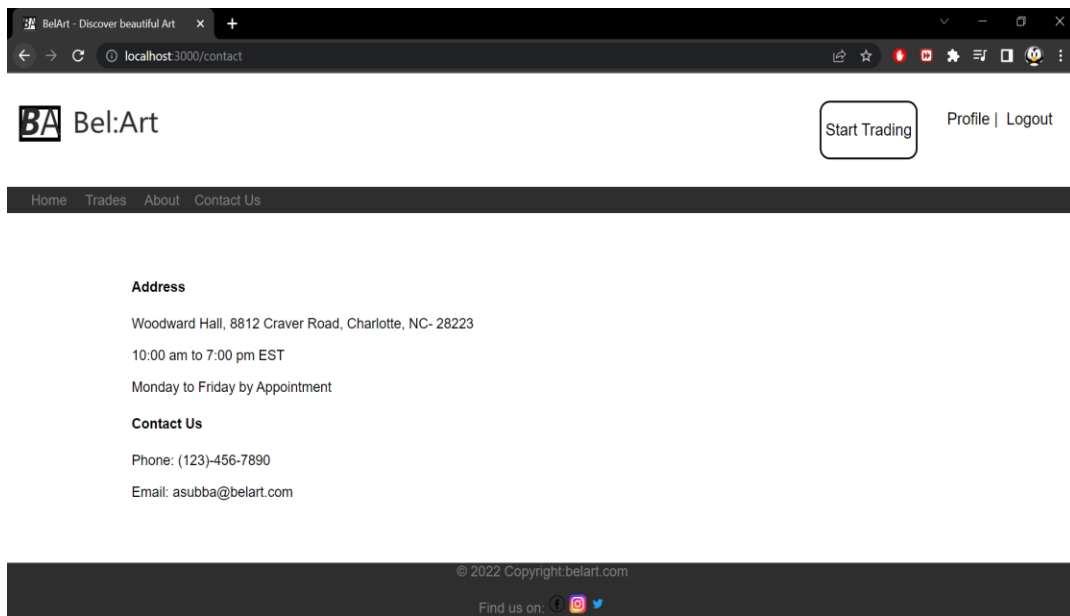 BA BelArt - Discover beautiful Art
localhost:3000/contact
BA Bel:Art
Start Trading
Profile | Logout
Home Trades About Contact Us
Address
Woodward Hall, 8812 Craver Road, Charlotte, NC- 28223
10:00 am to 7:00 pm EST
Monday to Friday by Appointment
Contact Us
Phone: (123)-456-7890
Email: asubba@belart.com
© 2022 Copyright:belart.com
Find us on: